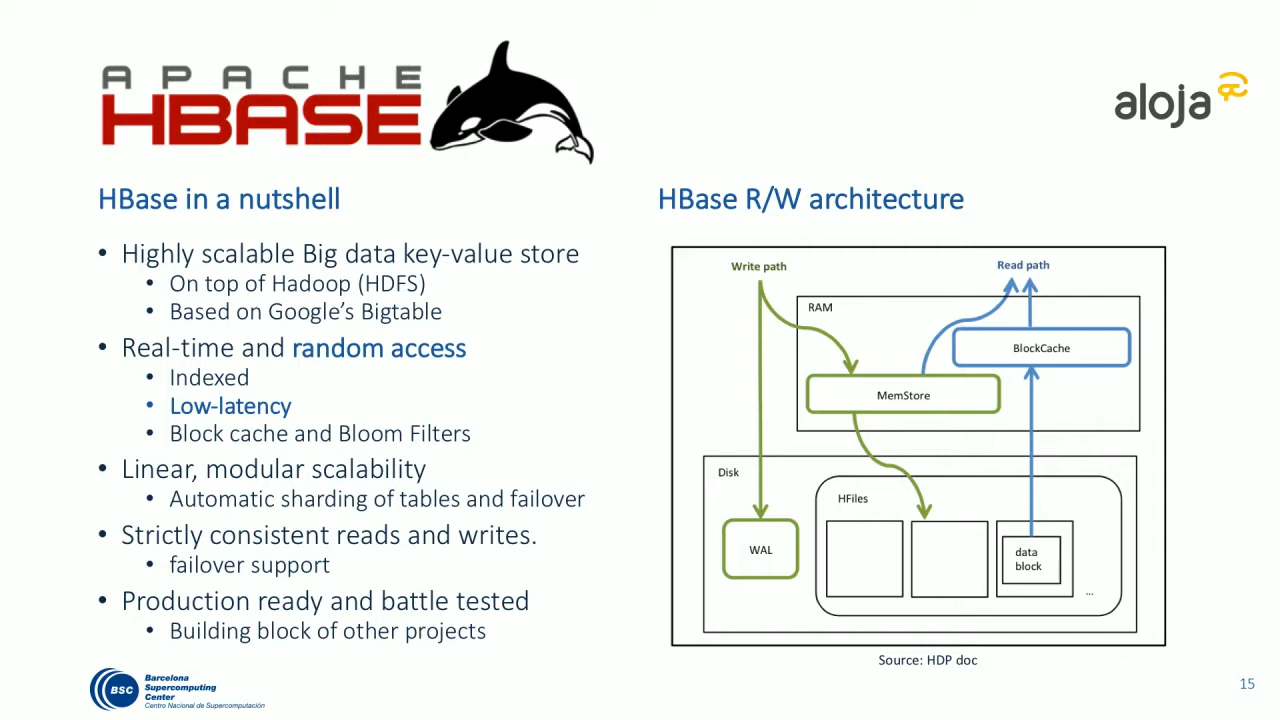 APACHE
HBASE
aloja
HBase in a nutshell
• Highly scalable Big data key-value store
• On top of Hadoop (HDFS)
• Based on Google's Bigtable
• Real-time and random access
• Indexed
• Low-latency
• Block cache and Bloom Filters
• Linear, modular scalability
• Automatic sharding of tables and failover
• Strictly consistent reads and writes.
• failover support
• Production ready and battle tested
• Building block of other projects
HBase R/W architecture
Write path
Read path
RAM
BlockCache
MemStore
Disk
HFiles
WAL
data
block
...
Source: HDP doc
BSC
Barcelona
Supercomputing
Center
Centro Nacional de Supercomputación
15